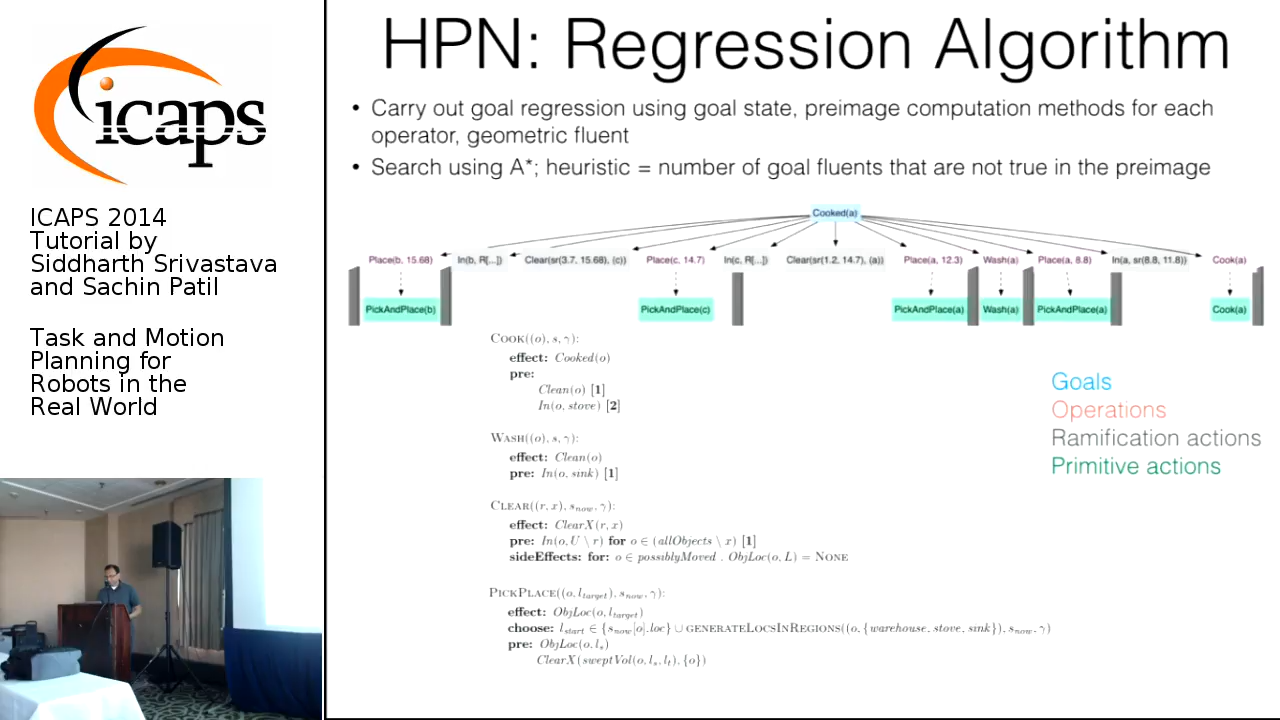 icaps
ICAPS 2014
Tutorial by
Siddharth Srivastava
and Sachin Patil
Task and Motion
Planning for
Robots in the
Real World
HPN: Regression Algorithm
• Carry out goal regression using goal state, preimage computation methods for each
operator, geometric fluent
• Search using A*; heuristic = number of goal fluents that are not true in the preimage
Cooked(a)
Place(b, 15.68) In(b, R[...]) Clear(sr(3.7, 15.68), (c)) Place(c, 14.7) In(c, R[...]) Clear(sr(1.2, 14.7), (a)) Place(a, 12.3) Wash(a) Place(a, 8.8) In(a, sr(8.8, 11.8)) Cook(a)
PickAndPlace(b) PickAndPlace(c) PickAndPlace(a) Wash(a) PickAndPlace(a) Cook(a)
COOK((o), s, γ):
effect: Cooked(o)
pre:
Clean(o) [1]
In(o, stove) [2]
WASH((o), s, γ):
effect: Clean(o)
pre: In(o, sink) [1]
CLEAR((r, x), s_now, γ):
effect: ClearX(r, x)
pre: In(o, U \ r) for o ∈ (allObjects \ x) [1]
sideEffects: for: o ∈ possiblyMoved . ObjLoc(o, L) = NONE
PICKPLACE((o, l_target), s_now, γ):
effect: ObjLoc(o, l_target)
choose: l_start ∈ {s_now[o].loc} ∪ GENERATELOCSINREGIONS((o, {warehouse, stove, sink}), s_now, γ)
pre: ObjLoc(o, l_s)
ClearX(sweptVol(o, l_s, l_t), {o})
Goals
Operations
Ramification actions
Primitive actions